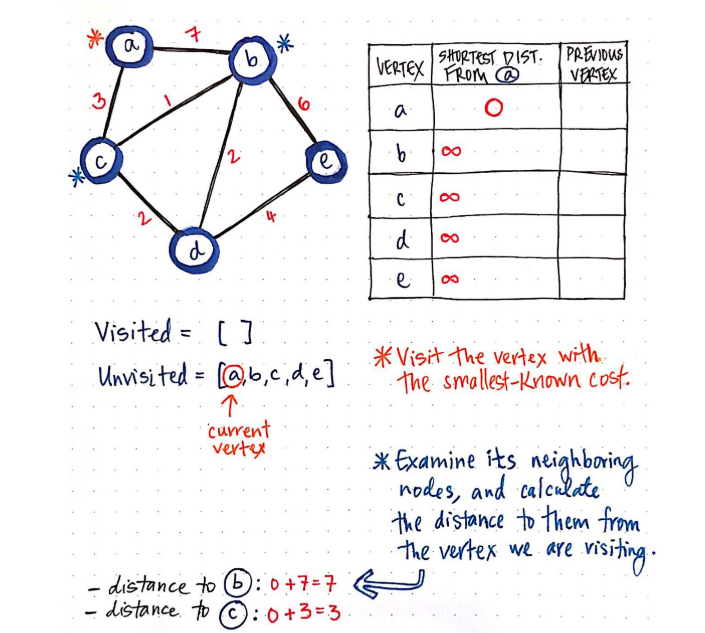 * a 7 b *
3 1 6
* c 2 e
2 4
d
VERTEX SHORTEST DIST. FROM a PREVIOUS VERTEX
a 0
b ∞
c ∞
d ∞
e ∞
Visited = [ ]
Unvisited = [a,b,c,d,e]
↑
current
vertex
* Visit the vertex with
the smallest-known cost.
* Examine its neighboring
nodes, and calculate
the distance to them from
the vertex we are visiting.
- distance to b : 0+7=7
- distance to c : 0+3=3